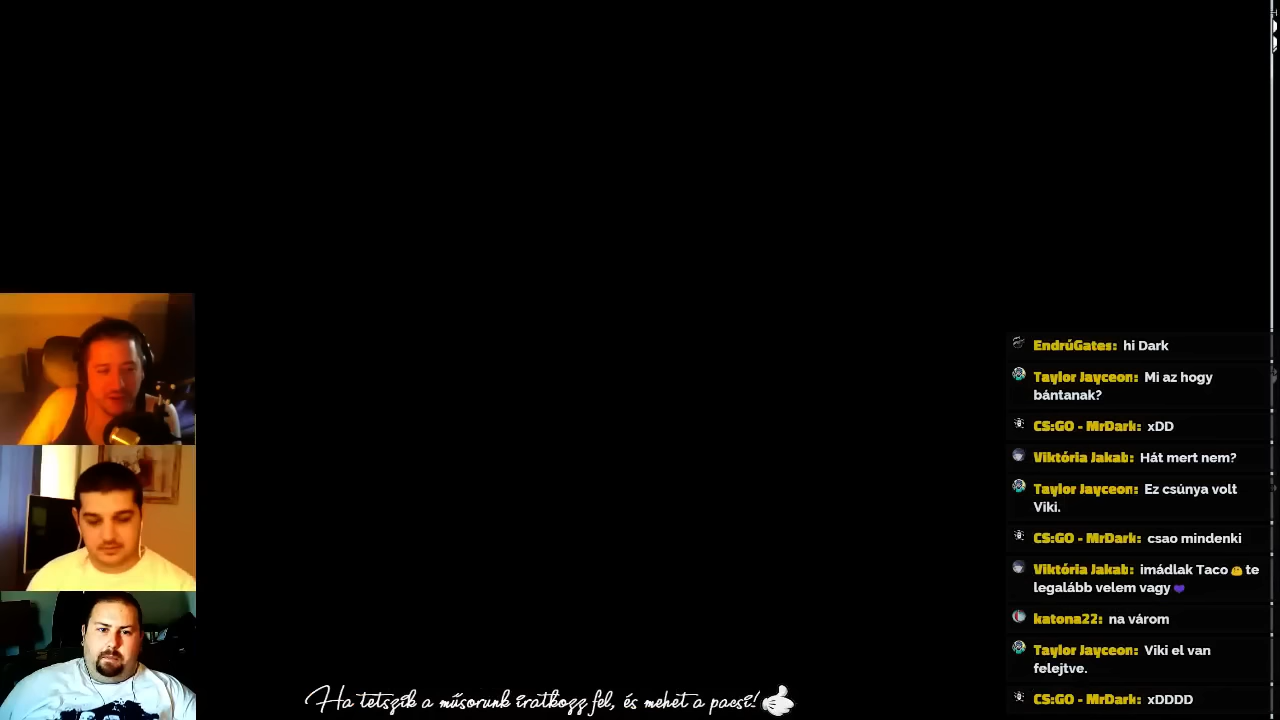 EndrúGates: hi Dark
Taylor Jayceon: Mi az hogy
bántanak?
CS:GO - MrDark: xDD
Viktória Jakab: Hát mert nem?
Taylor Jayceon: Ez csúnya volt
Viki.
CS:GO - MrDark: csao mindenki
Viktória Jakab: imádlak Taco te
legalább velem vagy
katona22: na várom
Taylor Jayceon: Viki el van
felejtve.
CS:GO - MrDark: xDDDD
Ha tetszik a műsorunk iratkozz fel, és mehet a pacsi!